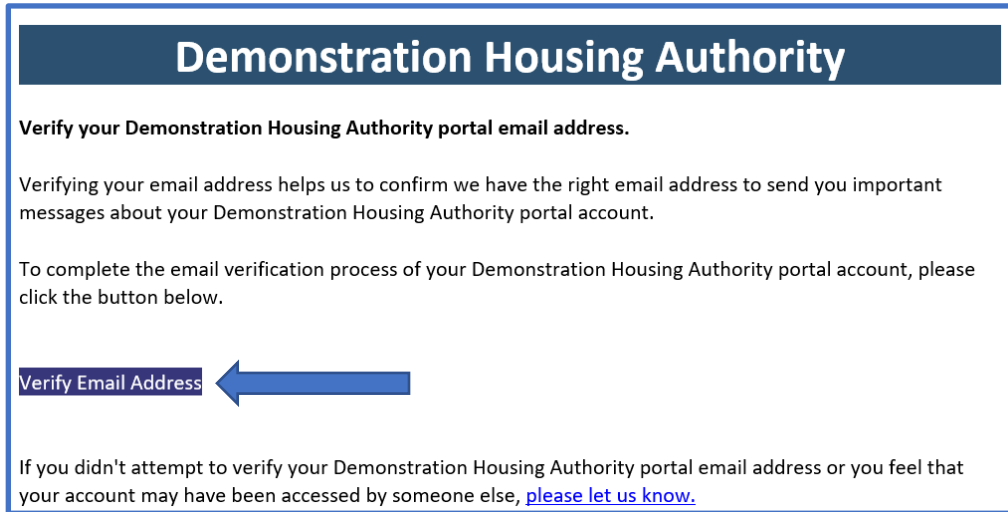 Demonstration Housing Authority
Verify your Demonstration Housing Authority portal email address.
Verifying your email address helps us to confirm we have the right email address to send you important
messages about your Demonstration Housing Authority portal account.
To complete the email verification process of your Demonstration Housing Authority portal account, please
click the button below.
Verify Email Address
If you didn't attempt to verify your Demonstration Housing Authority portal email address or you feel that
your account may have been accessed by someone else, please let us know.